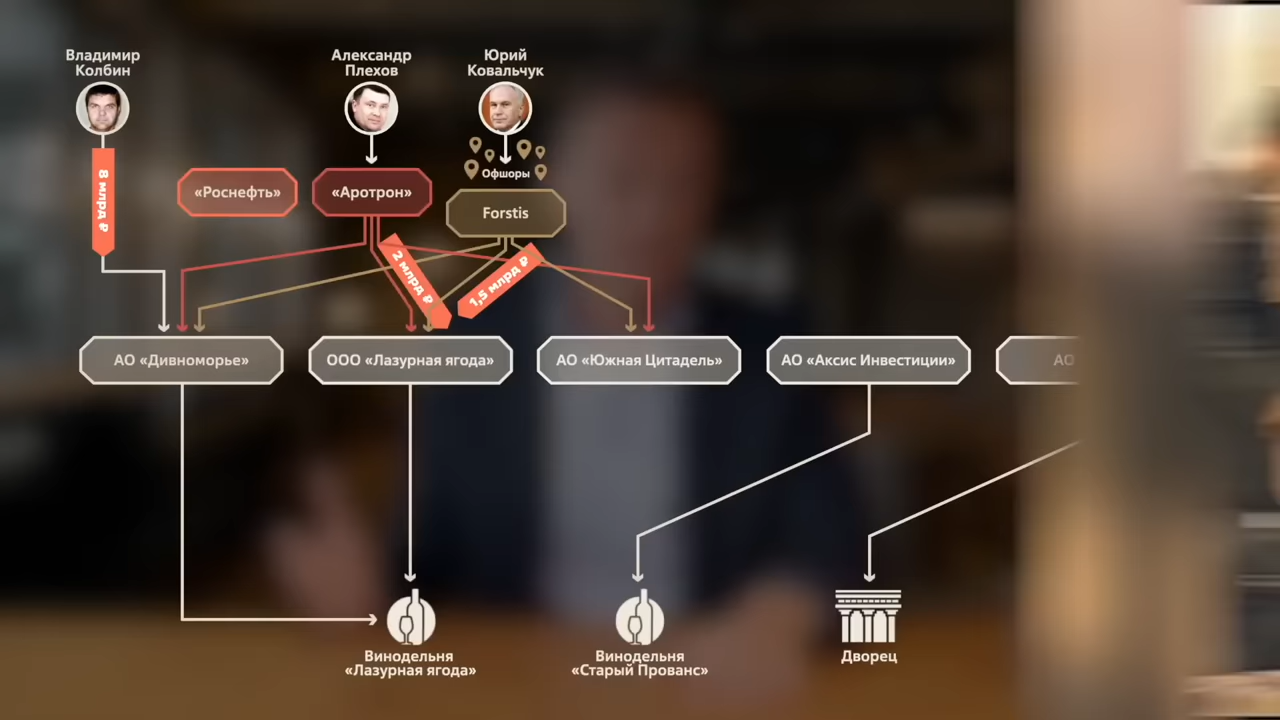 Владимир
Колбин
Александр
Плехов
Юрий
Ковальчук
8 млрд ₽
«Роснефть»
«Аротрон»
Офшоры
Forstis
2 млрд ₽
1,5 млрд ₽
АО «Дивноморье»
ООО «Лазурная ягода»
АО «Южная Цитадель»
АО «Аксис Инвестиции»
АО
Винодельня
«Лазурная ягода»
Винодельня
«Старый Прованс»
Дворец